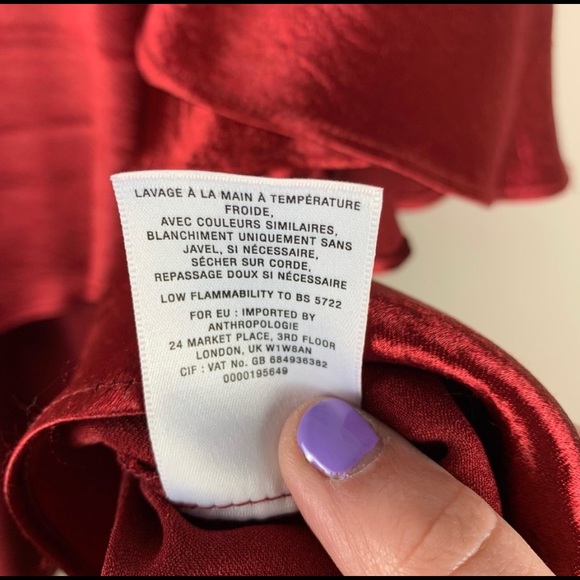 LAVAGE À LA MAIN À TEMPÉRATURE
FROIDE,
AVEC COULEURS SIMILAIRES,
BLANCHIMENT UNIQUEMENT SANS
JAVEL, SI NÉCESSAIRE,
SÉCHER SUR CORDE,
REPASSAGE DOUX SI NÉCESSAIRE
LOW FLAMMABILITY TO BS 5722
FOR EU : IMPORTED BY
ANTHROPOLOGIE
24 MARKET PLACE, 3RD FLOOR
LONDON, UK W1W8AN
CIF : VAT No. GB 684936382
0000195649